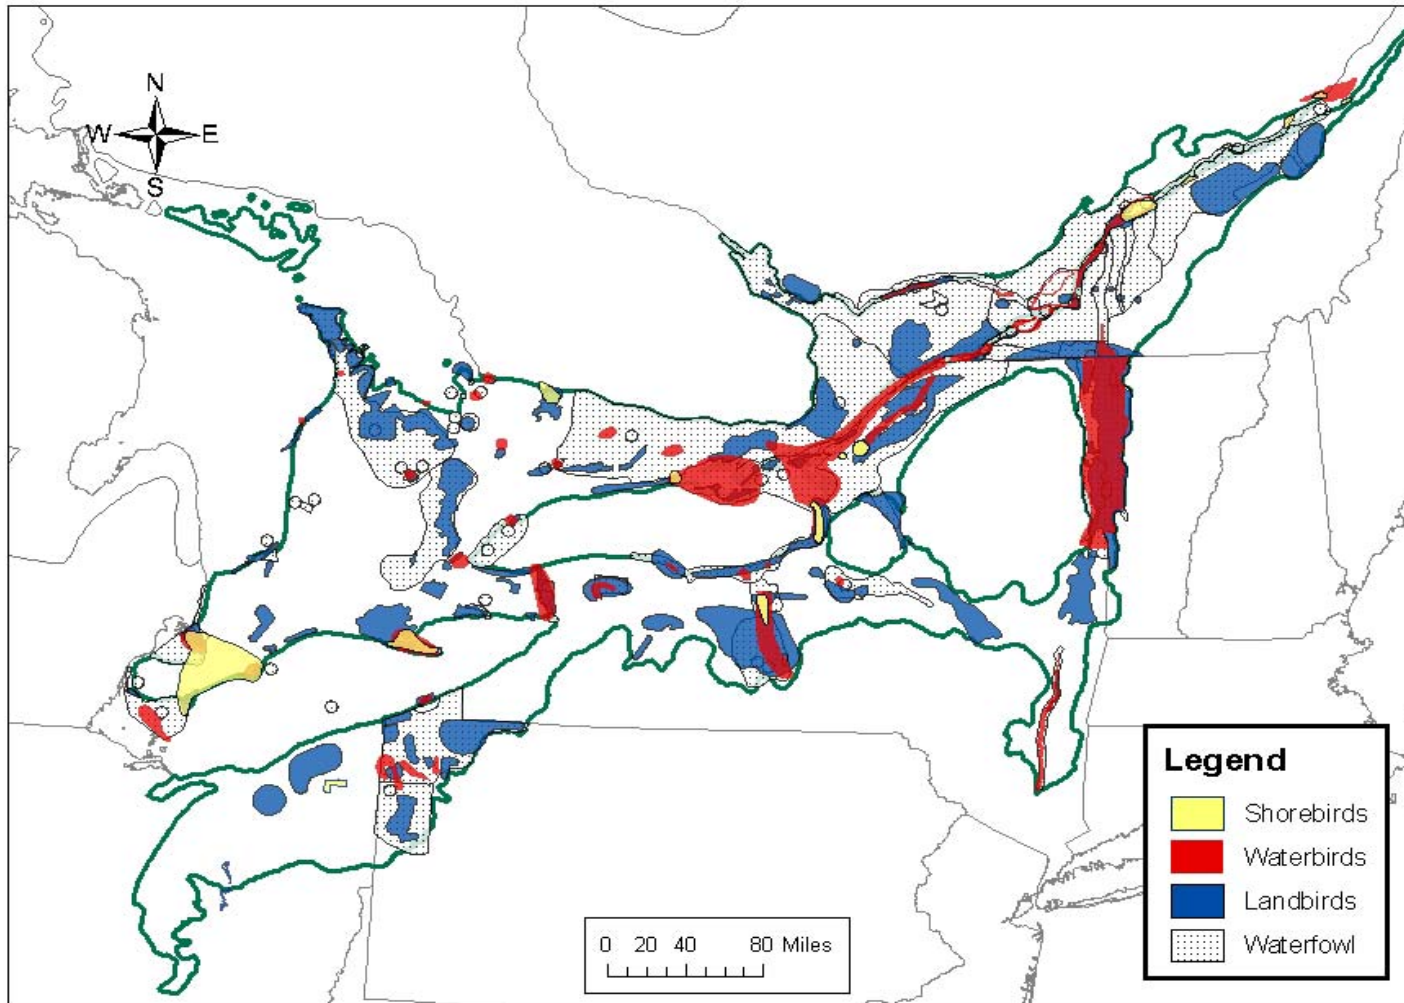 N
W E
S
Legend
Shorebirds
Waterbirds
Landbirds
Waterfowl
0 20 40 80 Miles